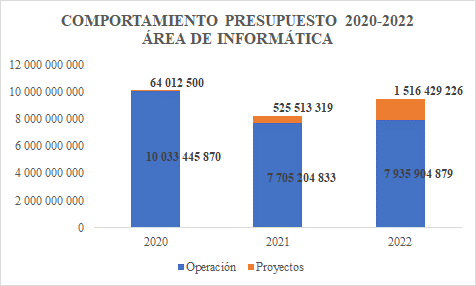 COMPORTAMIENTO PRESUPUESTO 2020-2022
ÁREA DE INFORMÁTICA
12 000 000 000
10 000 000 000
8 000 000 000
6 000 000 000
4 000 000 000
2 000 000 000
0
64 012 500
525 513 319
1 516 429 226
10 033 445 870
7 705 204 833
7 935 904 879
2020
2021
2022
Operación
Proyectos